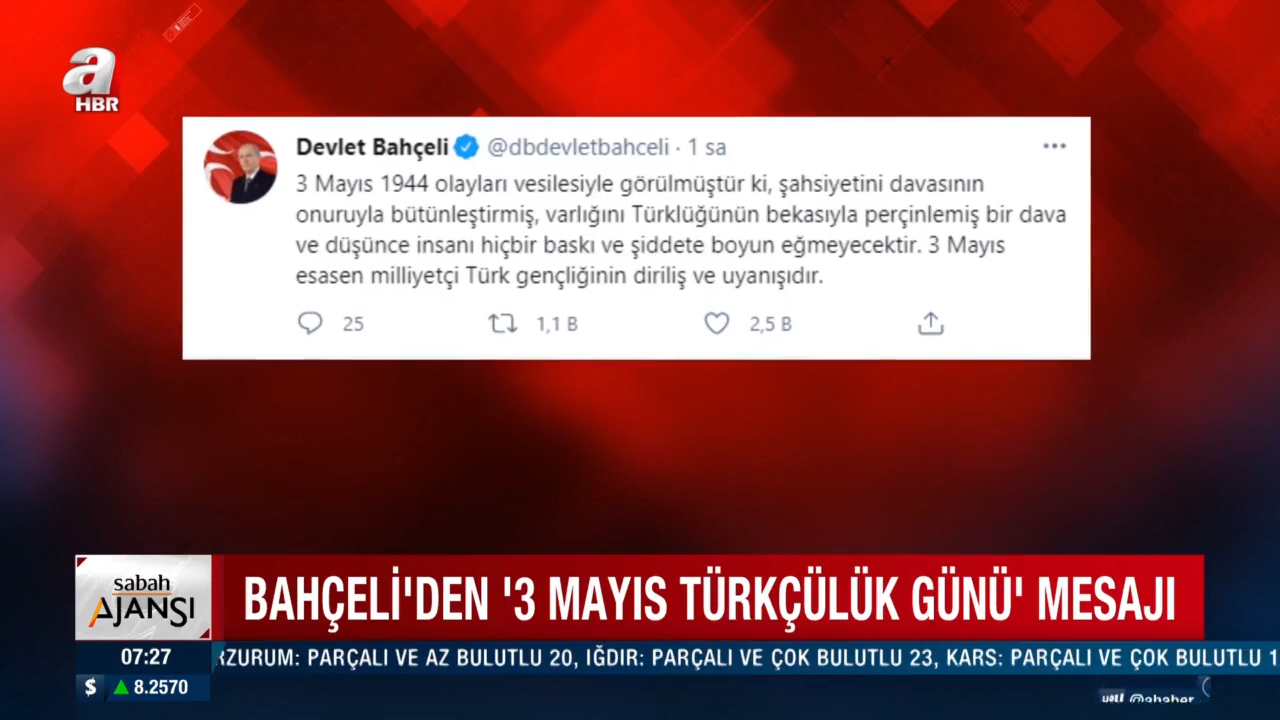 a
HBR
Devlet Bahçeli @dbdevletbahceli · 1 sa
3 Mayıs 1944 olayları vesilesiyle görülmüştür ki, şahsiyetini davasının
onuruyla bütünleştirmiş, varlığını Türklüğünün bekasıyla perçinlemiş bir dava
ve düşünce insanı hiçbir baskı ve şiddete boyun eğmeyecektir. 3 Mayıs
esasen milliyetçi Türk gençliğinin diriliş ve uyanışıdır.
25 1,1 B 2,5 B
sabah
AJANSI
BAHÇELİ'DEN '3 MAYIS TÜRKÇÜLÜK GÜNÜ' MESAJI
07:27
RZURUM: PARÇALI VE AZ BULUTLU 20, IĞDIR: PARÇALI VE ÇOK BULUTLU 23, KARS: PARÇALI VE ÇOK BULUTLU 1
$ 8.2570
@ahaber